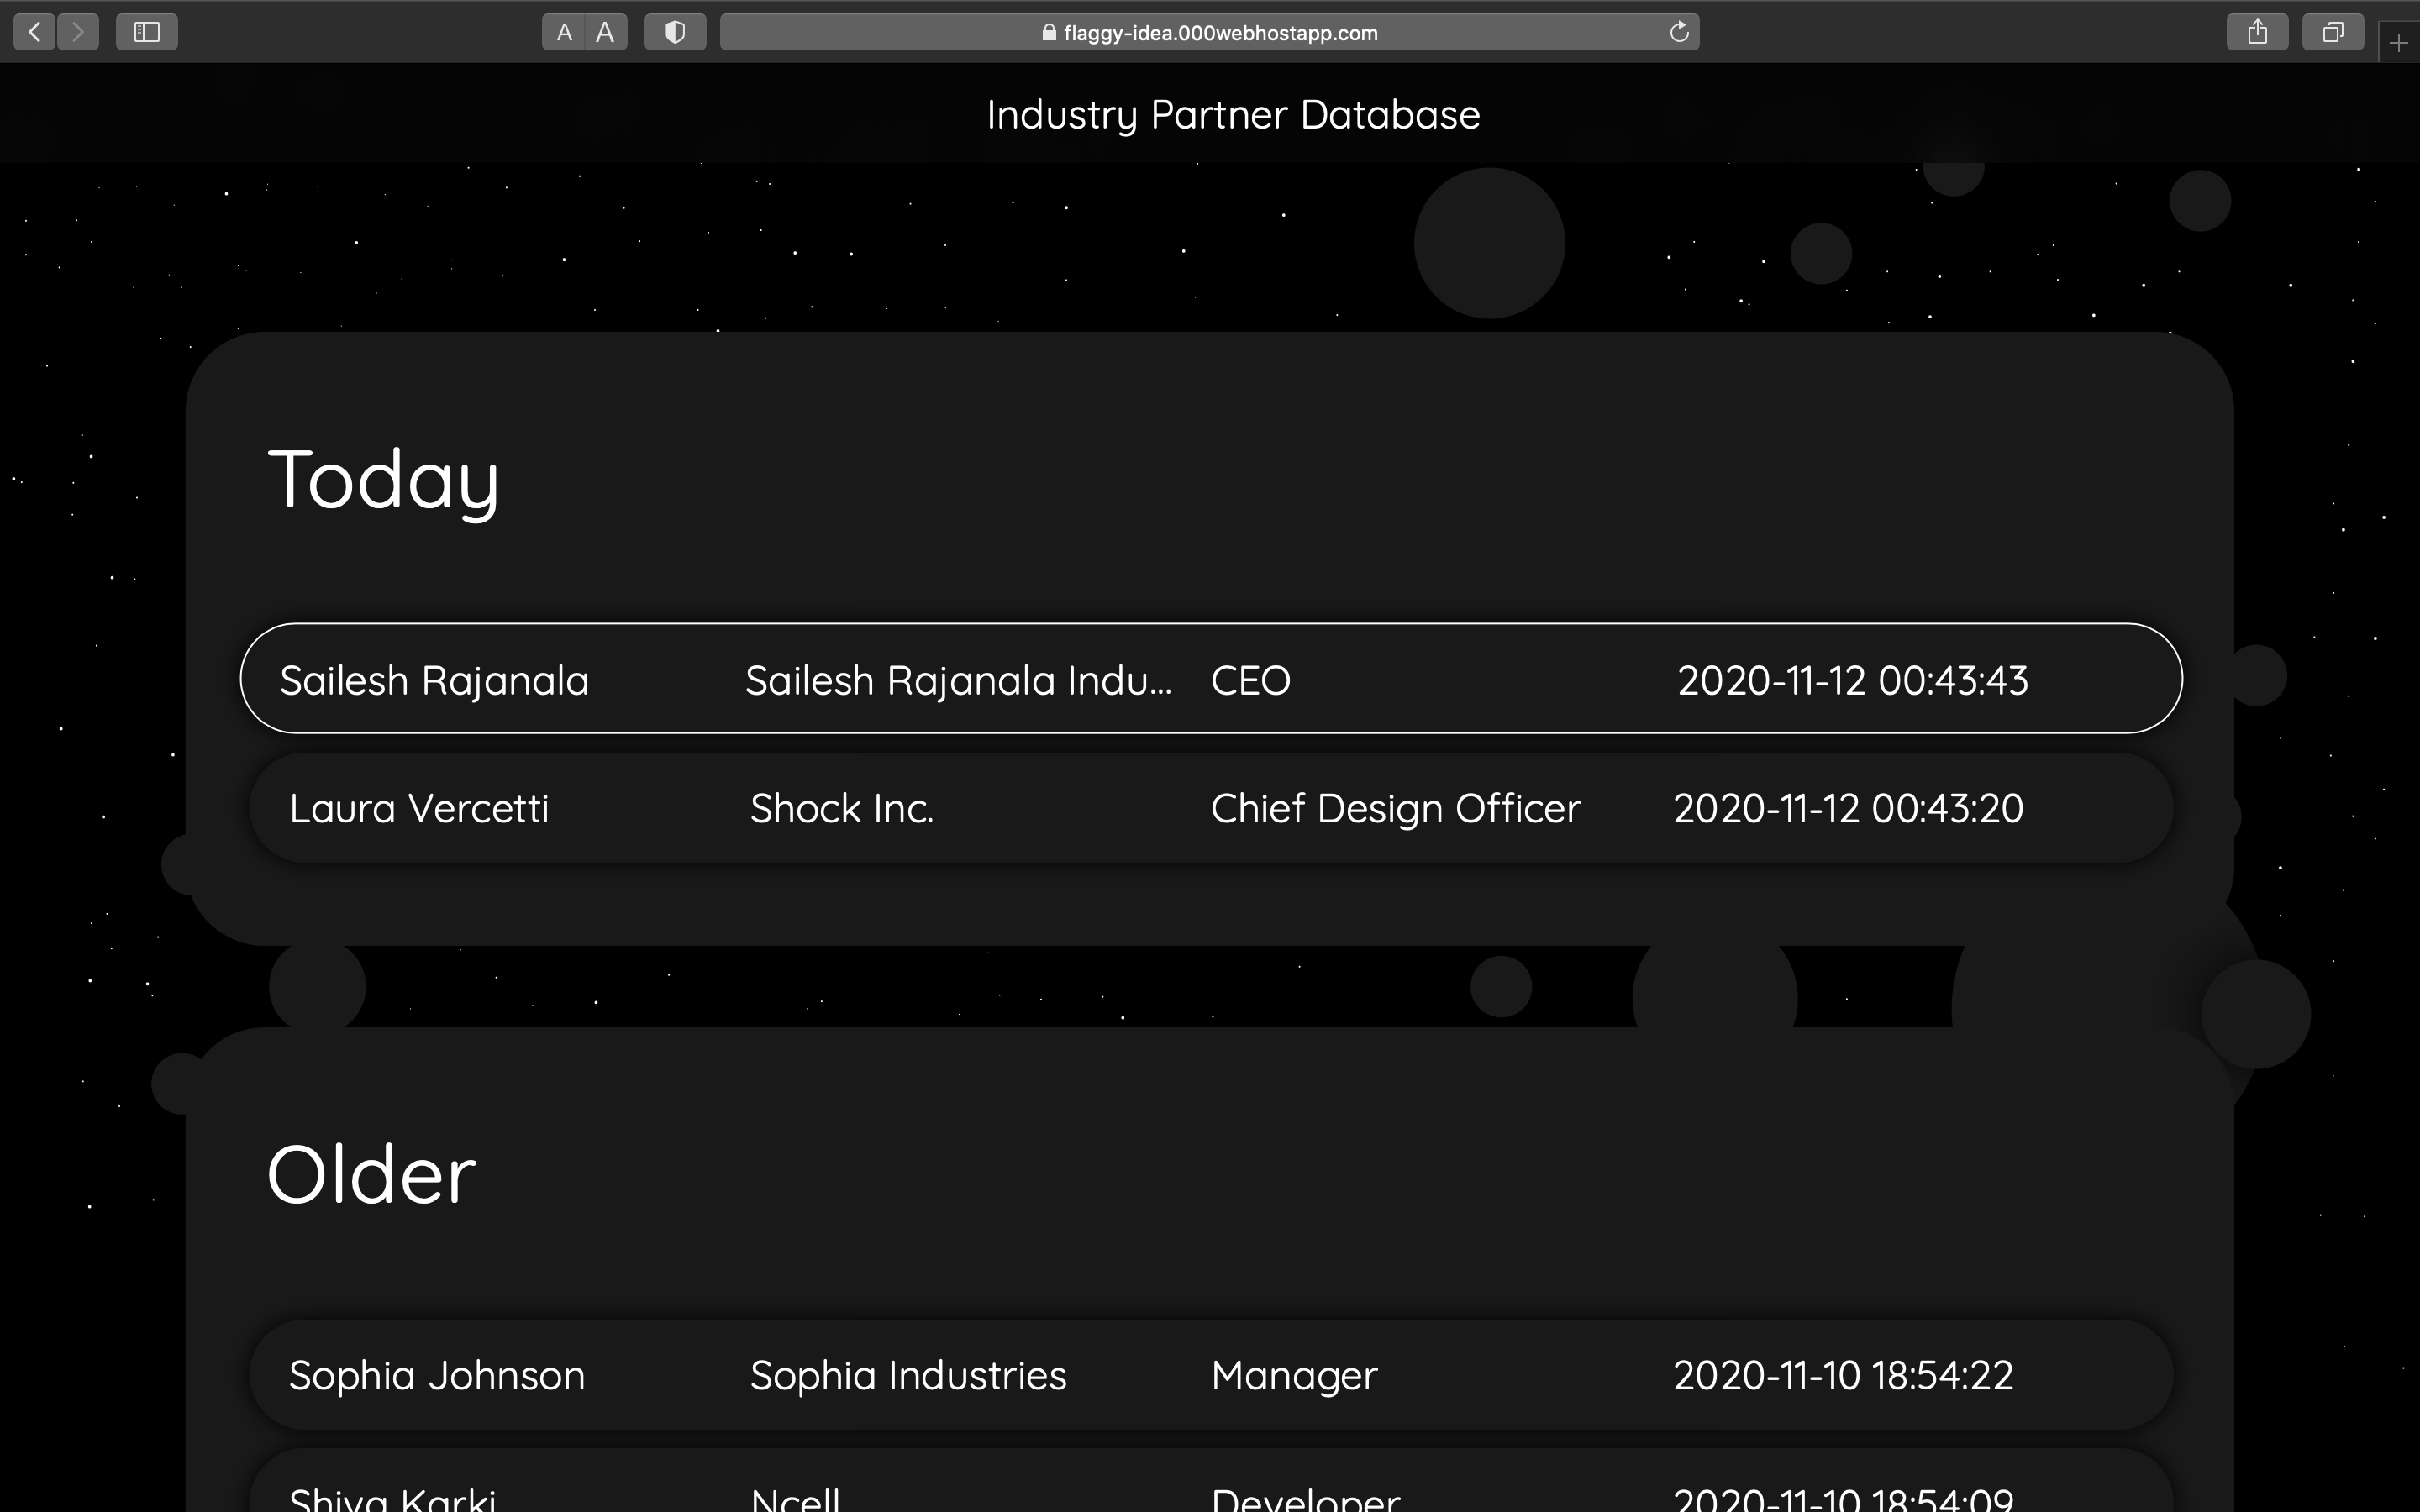 A A flaggy-idea.000webhostapp.com
Industry Partner Database
Today
Sailesh Rajanala Sailesh Rajanala Indu... CEO 2020-11-12 00:43:43
Laura Vercetti Shock Inc. Chief Design Officer 2020-11-12 00:43:20
Older
Sophia Johnson Sophia Industries Manager 2020-11-10 18:54:22
Shiva Karki Ncell Developer 2020-11-10 18:54:09